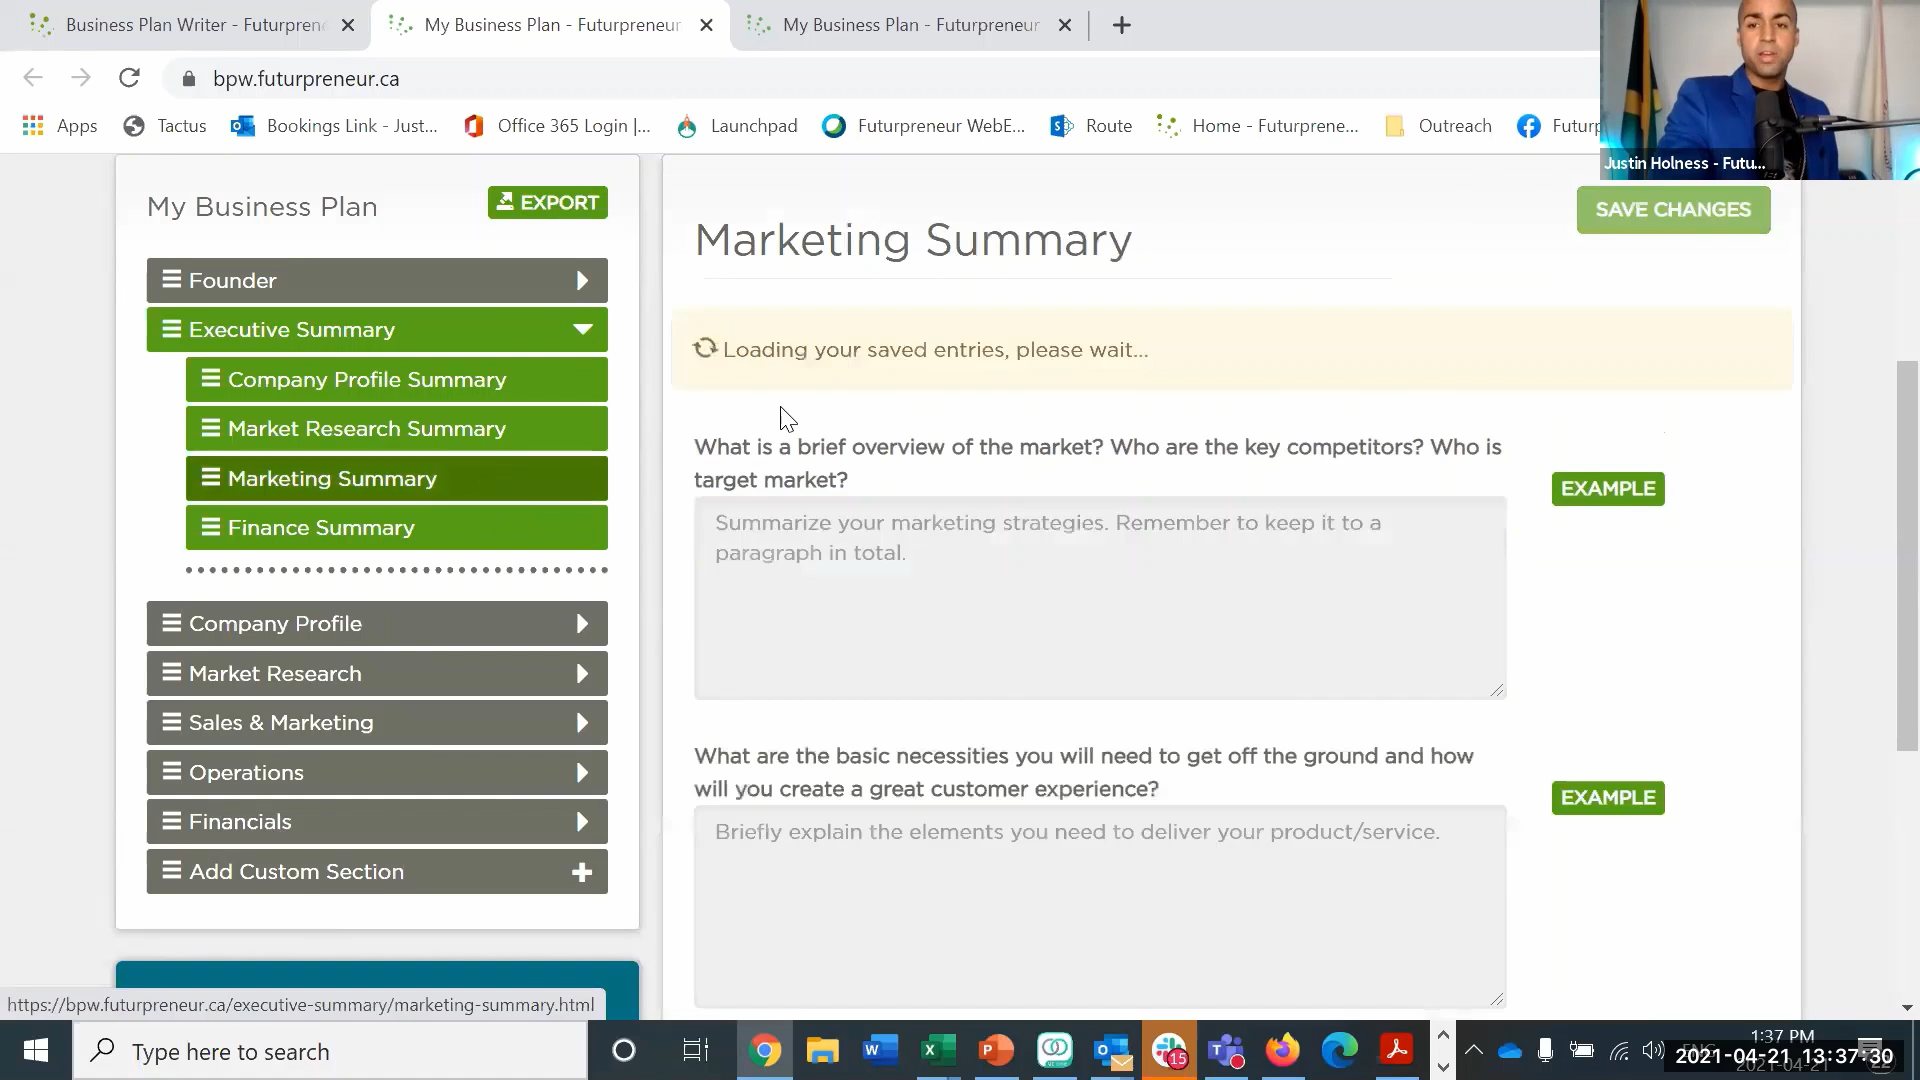 Business Plan Writer - Futurpren
My Business Plan - Futurpreneur
My Business Plan - Futurpreneur
bpw.futurpreneur.ca
Apps
Tactus
Bookings Link - Just...
Office 365 Login |...
Launchpad
Futurpreneur WebE...
Route
Home - Futurprene...
Outreach
Futurp
Justin Holness - Futu...
My Business Plan
EXPORT
Founder
Executive Summary
Company Profile Summary
Market Research Summary
Marketing Summary
Finance Summary
Company Profile
Market Research
Sales & Marketing
Operations
Financials
Add Custom Section
SAVE CHANGES
Marketing Summary
Loading your saved entries, please wait...
What is a brief overview of the market? Who are the key competitors? Who is
target market?
EXAMPLE
Summarize your marketing strategies. Remember to keep it to a
paragraph in total.
What are the basic necessities you will need to get off the ground and how
will you create a great customer experience?
EXAMPLE
Briefly explain the elements you need to deliver your product/service.
https://bpw.futurpreneur.ca/executive-summary/marketing-summary.html
Type here to search
15
1:37 PM
2021-04-21 13:37:30
2021-04-21
22